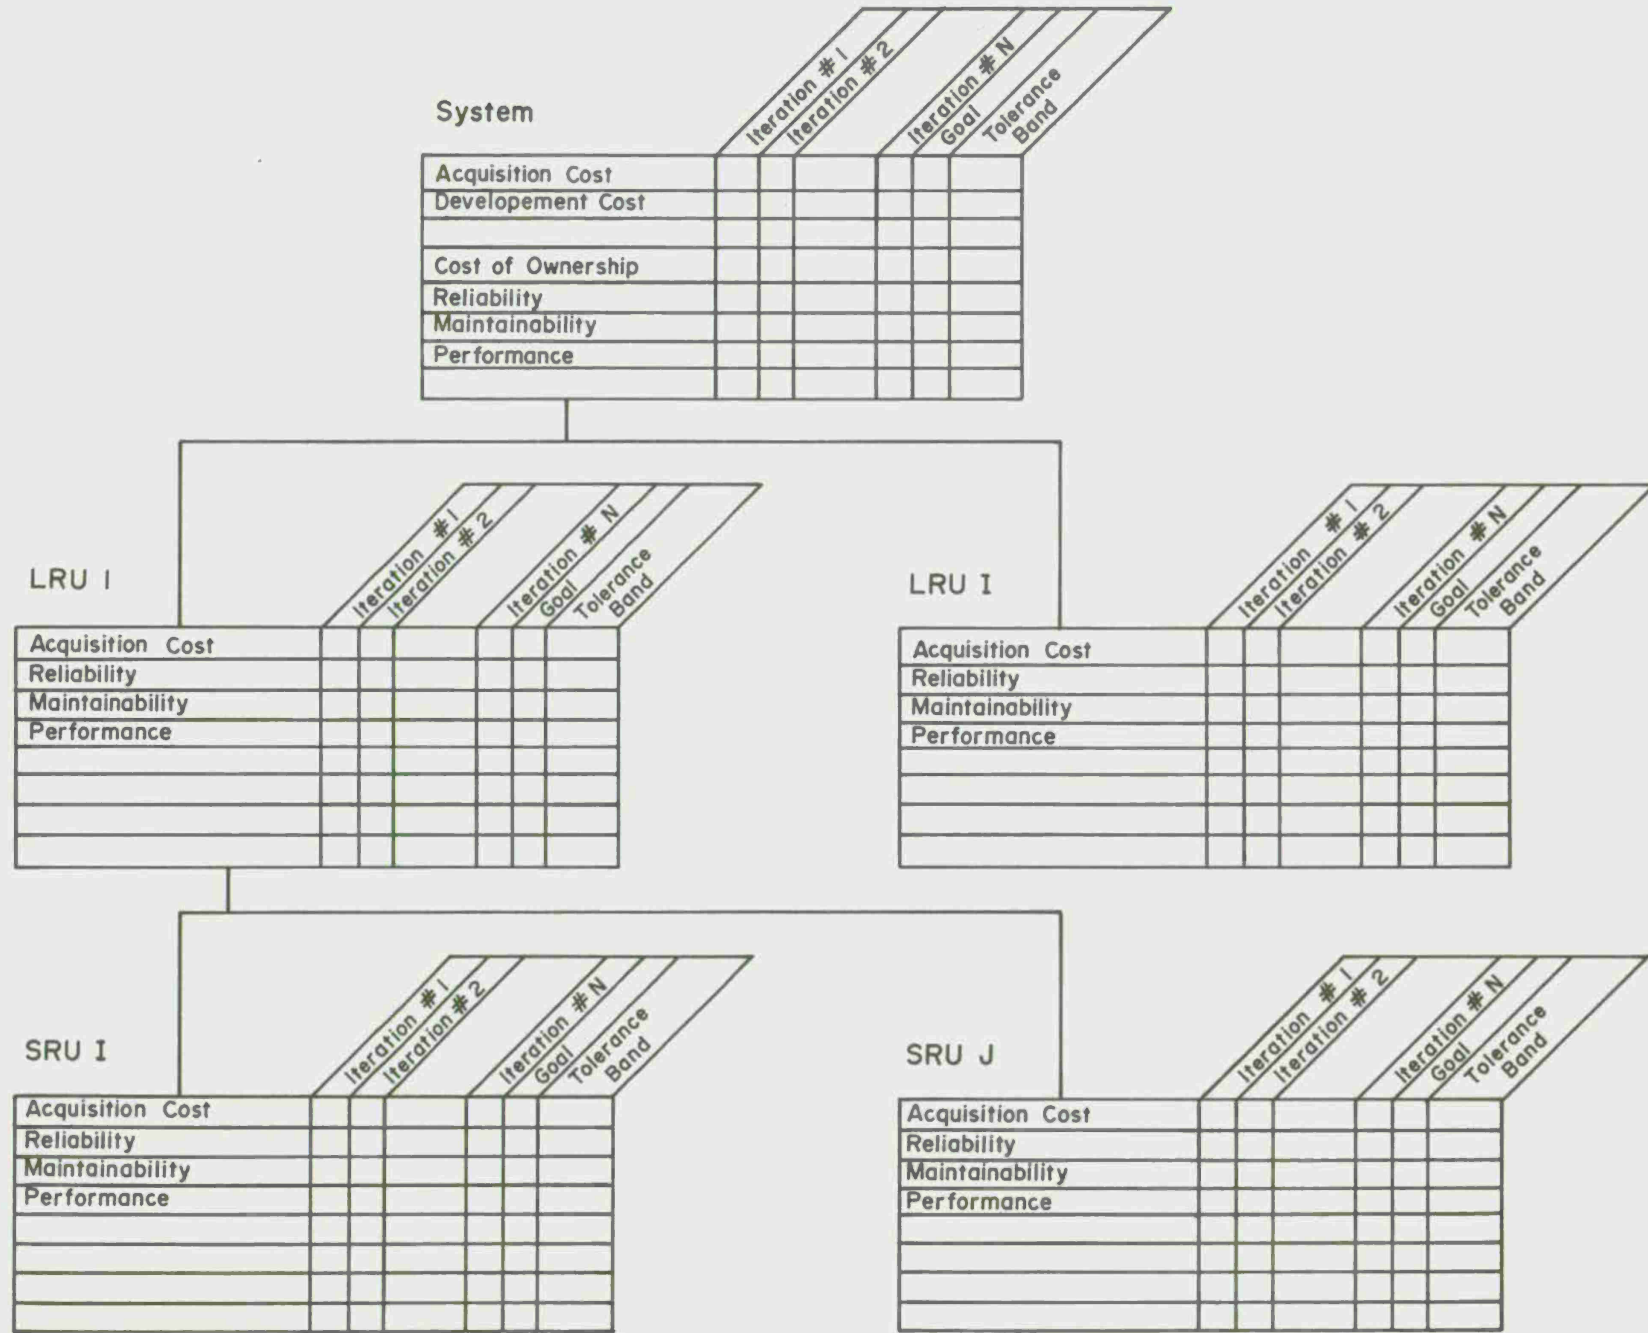 System
Iteration #1
Iteration # 2
Iteration # N
Goal
Tolerance
Band
Acquisition Cost
Developement Cost
Cost of Ownership
Reliability
Maintainability
Performance
LRU 1
Iteration #1
Iteration # 2
Iteration # N
Goal
Tolerance
Band
Acquisition Cost
Reliability
Maintainability
Performance
LRU I
Iteration # 1
Iteration # 2
Iteration # N
Goal
Tolerance
Band
Acquisition Cost
Reliability
Maintainability
Performance
SRU I
Iteration # 1
Iteration # 2
Iteration # N
Goal
Tolerance
Band
Acquisition Cost
Reliability
Maintainability
Performance
SRU J
Iteration # 1
Iteration # 2
Iteration # N
Goal
Tolerance
Band
Acquisition Cost
Reliability
Maintainability
Performance